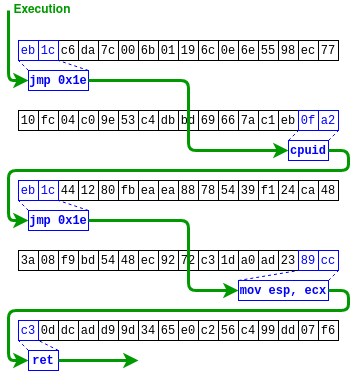 Execution
eb 1c c6 da 7c 00 6b 01 19 6c 0e 6e 55 98 ec 77
jmp 0x1e
10 fc 04 c0 9e 53 c4 db bd 69 66 7a c1 eb 0f a2
cpuid
eb 1c 44 12 80 fb ea ea 88 78 54 39 f1 24 ca 48
jmp 0x1e
3a 08 f9 bd 54 48 ec 92 72 c3 1d a0 ad 23 89 cc
mov esp, ecx
c3 0d dc ad d9 9d 34 65 e0 c2 56 c4 99 dd 07 f6
ret